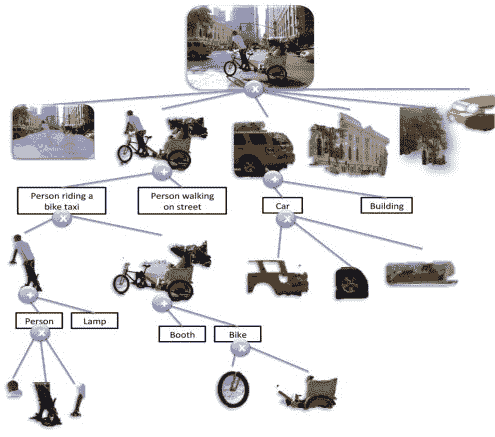 Person riding a
bike taxi
Person walking
on street
Car
Building
Person
Lamp
Booth
Bike